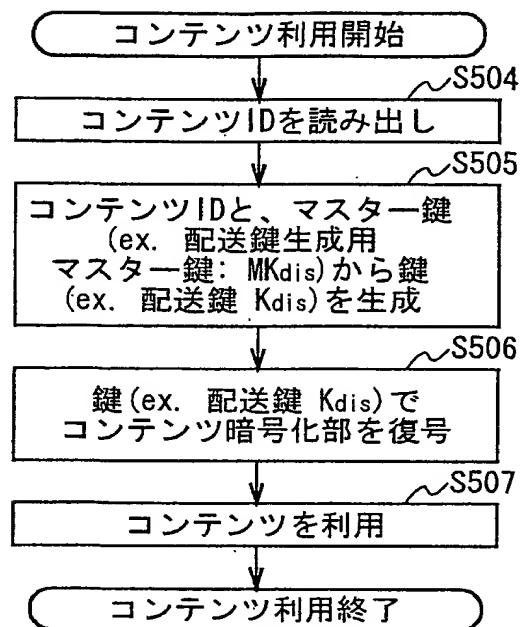 コンテンツ利用開始
S504
コンテンツIDを読み出し
S505
コンテンツIDと、マスター鍵
(ex. 配送鍵生成用
マスター鍵: MKdis)から鍵
(ex. 配送鍵 Kdis)を生成
S506
鍵(ex. 配送鍵 Kdis)で
コンテンツ暗号化部を復号
S507
コンテンツを利用
コンテンツ利用終了